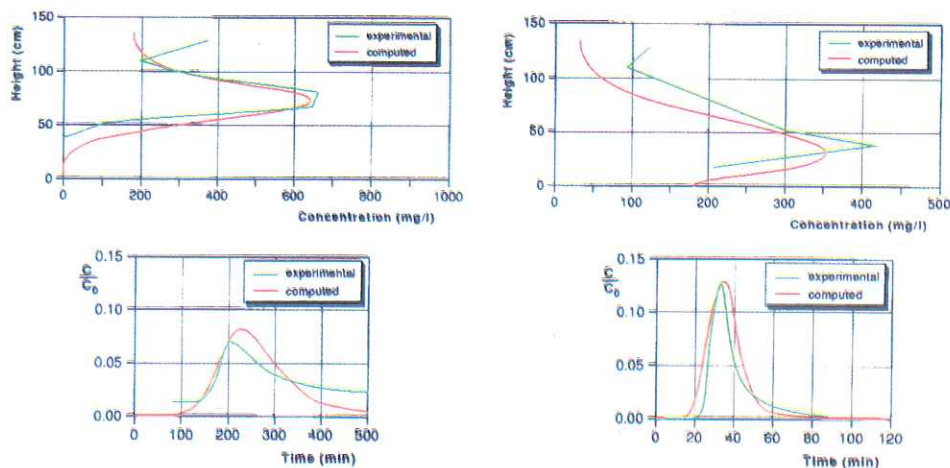 150
100
50
0
Height (cm)
experimental
computed
0 200 400 600 800 1000
Concentration (mg/l)
150
100
50
0
Height (cm)
experimental
computed
0 100 200 300 400 500
Concentration (mg/l)
0.15
0.10
0.05
0.00
C/C0
experimental
computed
0 100 200 300 400 500
Time (min)
0.15
0.10
0.05
0.00
C/C0
experimental
computed
0 20 40 60 80 100 120
Time (min)